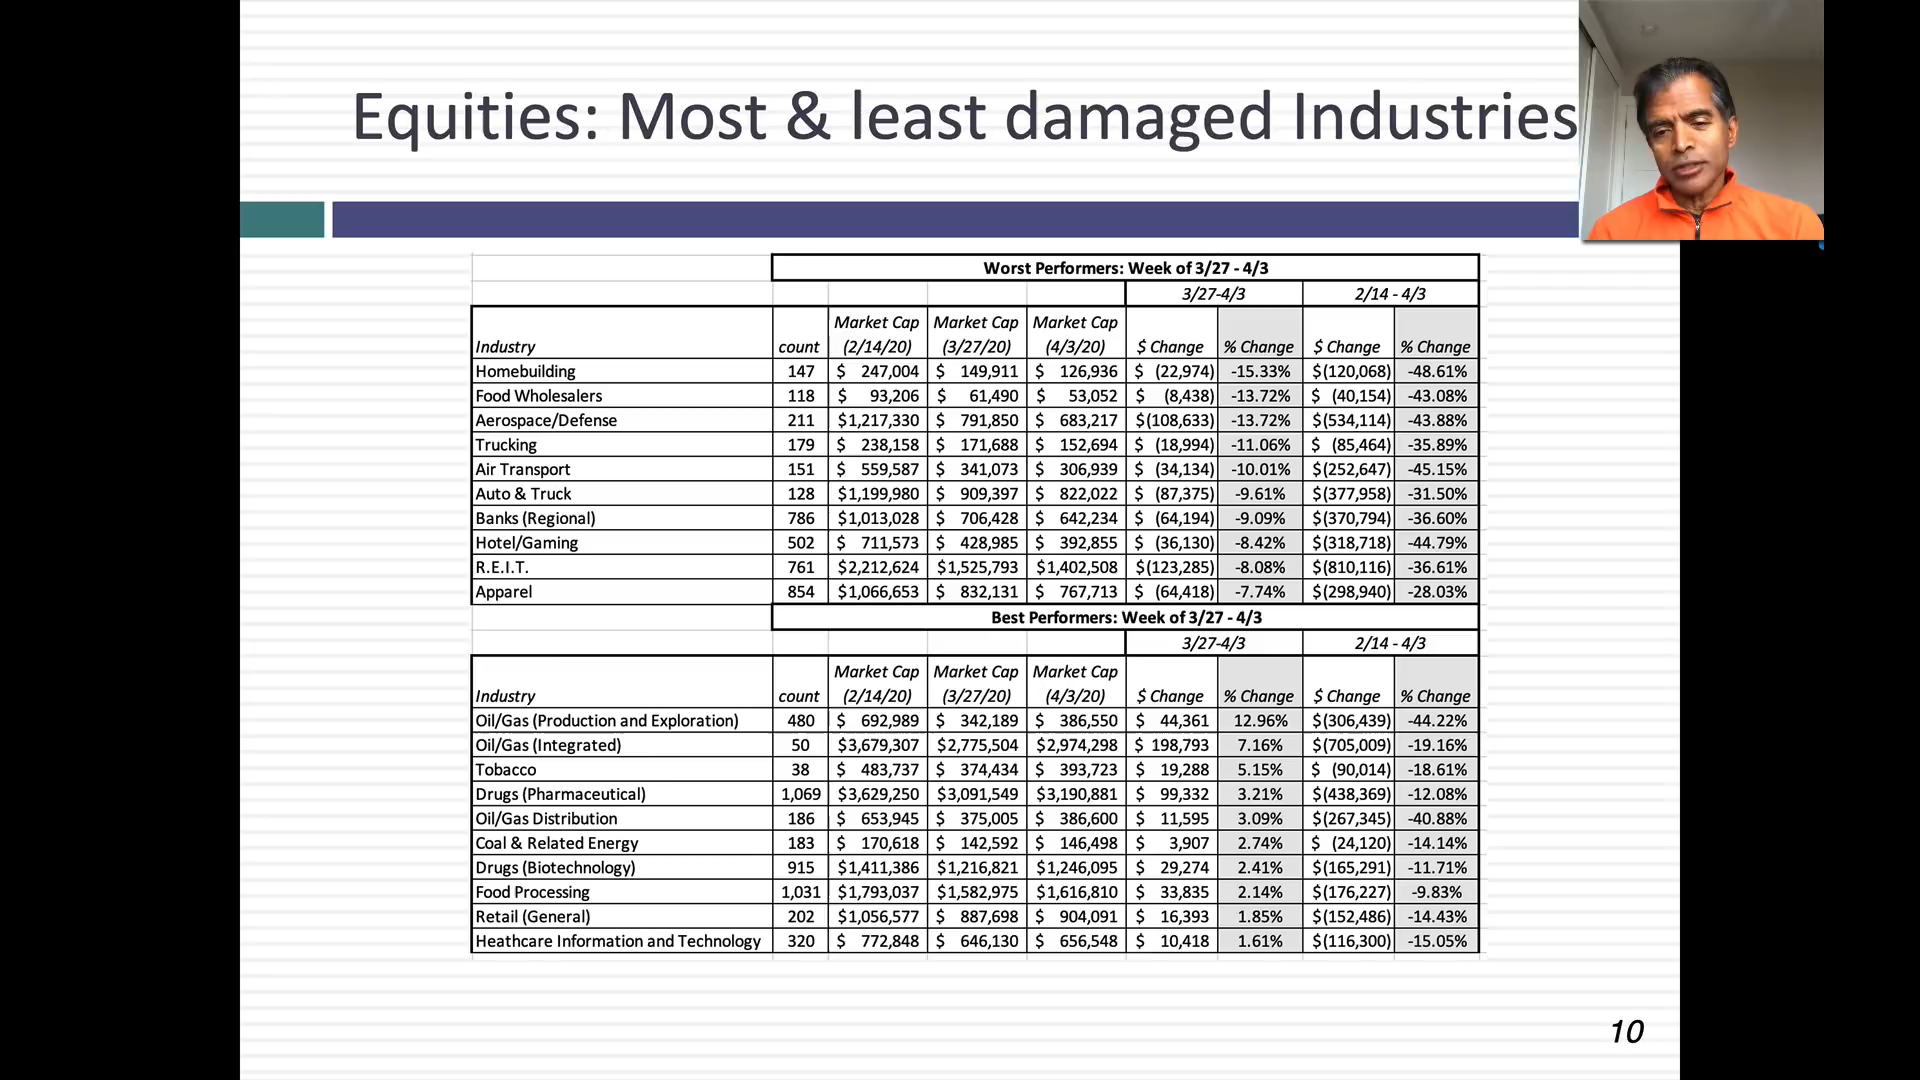 Equities: Most & least damaged Industries
Worst Performers: Week of 3/27 - 4/3
3/27-4/3 2/14 - 4/3
Industry count Market Cap (2/14/20) Market Cap (3/27/20) Market Cap (4/3/20) $ Change % Change $ Change % Change
Homebuilding 147 $ 247,004 $ 149,911 $ 126,936 $ (22,974) -15.33% $(120,068) -48.61%
Food Wholesalers 118 $ 93,206 $ 61,490 $ 53,052 $ (8,438) -13.72% $ (40,154) -43.08%
Aerospace/Defense 211 $1,217,330 $ 791,850 $ 683,217 $(108,633) -13.72% $(534,114) -43.88%
Trucking 179 $ 238,158 $ 171,688 $ 152,694 $ (18,994) -11.06% $ (85,464) -35.89%
Air Transport 151 $ 559,587 $ 341,073 $ 306,939 $ (34,134) -10.01% $(252,647) -45.15%
Auto & Truck 128 $1,199,980 $ 909,397 $ 822,022 $ (87,375) -9.61% $(377,958) -31.50%
Banks (Regional) 786 $1,013,028 $ 706,428 $ 642,234 $ (64,194) -9.09% $(370,794) -36.60%
Hotel/Gaming 502 $ 711,573 $ 428,985 $ 392,855 $ (36,130) -8.42% $(318,718) -44.79%
R.E.I.T. 761 $2,212,624 $1,525,793 $1,402,508 $(123,285) -8.08% $(810,116) -36.61%
Apparel 854 $1,066,653 $ 832,131 $ 767,713 $ (64,418) -7.74% $(298,940) -28.03%
Best Performers: Week of 3/27 - 4/3
3/27-4/3 2/14 - 4/3
Industry count Market Cap (2/14/20) Market Cap (3/27/20) Market Cap (4/3/20) $ Change % Change $ Change % Change
Oil/Gas (Production and Exploration) 480 $ 692,989 $ 342,189 $ 386,550 $ 44,361 12.96% $(306,439) -44.22%
Oil/Gas (Integrated) 50 $3,679,307 $2,775,504 $2,974,298 $ 198,793 7.16% $(705,009) -19.16%
Tobacco 38 $ 483,737 $ 374,434 $ 393,723 $ 19,288 5.15% $ (90,014) -18.61%
Drugs (Pharmaceutical) 1,069 $3,629,250 $3,091,549 $3,190,881 $ 99,332 3.21% $(438,369) -12.08%
Oil/Gas Distribution 186 $ 653,945 $ 375,005 $ 386,600 $ 11,595 3.09% $(267,345) -40.88%
Coal & Related Energy 183 $ 170,618 $ 142,592 $ 146,498 $ 3,907 2.74% $ (24,120) -14.14%
Drugs (Biotechnology) 915 $1,411,386 $1,216,821 $1,246,095 $ 29,274 2.41% $(165,291) -11.71%
Food Processing 1,031 $1,793,037 $1,582,975 $1,616,810 $ 33,835 2.14% $(176,227) -9.83%
Retail (General) 202 $1,056,577 $ 887,698 $ 904,091 $ 16,393 1.85% $(152,486) -14.43%
Heathcare Information and Technology 320 $ 772,848 $ 646,130 $ 656,548 $ 10,418 1.61% $(116,300) -15.05%
10